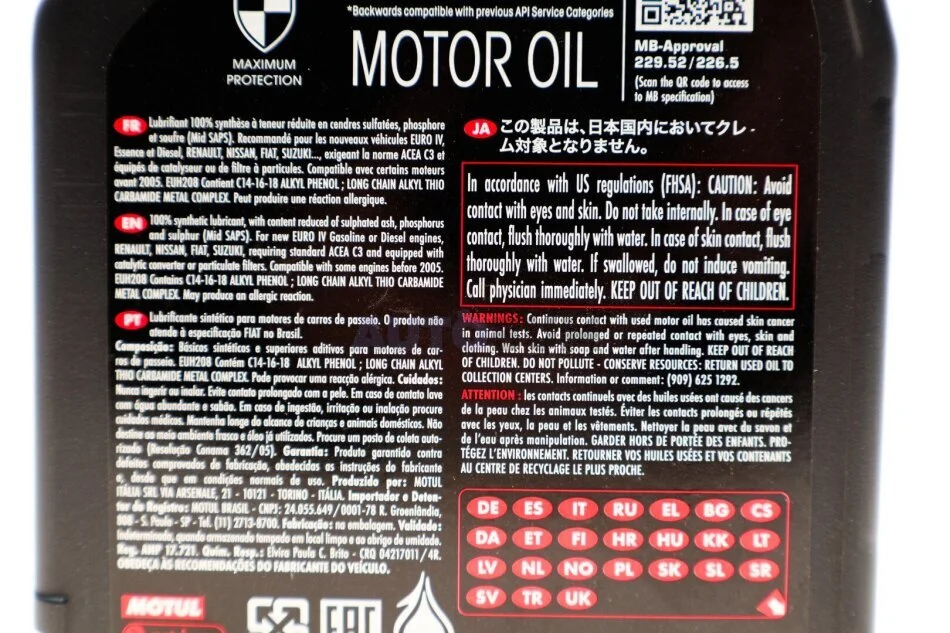 *Backwards compatible with previous API Service Categories
MAXIMUM
PROTECTION
MOTOR OIL
MB-Approval
229.52/226.5
(Scan the QR code to access
to MB specification)
FR Lubrifiant 100% synthèse à teneur réduite en cendres sulfatées, phosphore
et soufre (Mid SAPS). Recommandé pour les nouveaux véhicules EURO IV,
Essence et Diesel, RENAULT, NISSAN, FIAT, SUZUKI..., exigeant la norme ACEA C3 et
équipés du catalyseur ou de filtre à particules. Compatible avec certains moteurs
avant 2005. EUH208 Contient C14-16-18 ALKYL PHENOL ; LONG CHAIN ALKYL THIO
CARBAMIDE METAL COMPLEX. Peut produire une réaction allergique.
EN 100% synthetic lubricant, with content reduced of sulphated ash, phosphorus
and sulphur (Mid SAPS). For new EURO IV Gasoline or Diesel engines,
RENAULT, NISSAN, FIAT, SUZUKI, requiring standard ACEA C3 and equipped with
catalytic converter or particulate filters. Compatible with some engines before 2005.
EUH208 Contains C14-16-18 ALKYL PHENOL ; LONG CHAIN ALKYL THIO CARBAMIDE
METAL COMPLEX. May produce an allergic reaction.
PT Lubrificante sintético para motores de carros de passeio. O produto não
atende à especificação FIAT no Brasil.
Composição: Básicos sintéticos e superiores aditivos para motores de car-
ros de passeio. EUH208 Contém C14-16-18 ALKYL PHENOL ; LONG CHAIN ALKYL
THIO CARBAMIDE METAL COMPLEX. Pode provocar uma reacção alérgica. Cuidados:
Nunca ingerir ou inalar. Evite contato prolongado com a pele. Em caso de contato lave
com água abundante e sabão. Em caso de ingestão, irritação ou inalação procure
cuidados médicos. Mantenha longe do alcance de crianças e animais domésticos. Não
destine ao meio ambiente frasco e óleo já utilizados. Procure um posto de coleta auto-
rizado (Resolução Conama 362/05). Garantia: Produto garantido contra
defeitos comprovados de fabricação, obedecidas as instruções do fabricante
e, desde que em condições normais de uso. Produzido por: MOTUL
ITÁLIA SRL VIA ARSENALE, 21 - 10121 - TORINO - ITÁLIA. Importador e Deten-
tor do Registro: MOTUL BRASIL - CNPJ: 24.055.649/0001-78 R. Groenlândia,
808 - S. Paulo - SP - Tel. (11) 2713-8700. Fabricação: na embalagem. Validade:
Indeterminada, quando armazenado tampado em local limpo e ao abrigo de umidade.
Reg. ANP 17.721. Quím. Resp.: Elvira Paula C. Brito - CRQ 04217011/4R.
OBEDEÇA ÀS RECOMENDAÇÕES DO FABRICANTE DO VEÍCULO.
MOTUL
JA この製品は、日本国内においてクレ-
ム対象となりません。
In accordance with US regulations (FHSA): CAUTION: Avoid
contact with eyes and skin. Do not take internally. In case of eye
contact, flush thoroughly with water. In case of skin contact, flush
thoroughly with water. If swallowed, do not induce vomiting.
Call physician immediately. KEEP OUT OF REACH OF CHILDREN.
WARNINGS: Continuous contact with used motor oil has caused skin cancer
in animal tests. Avoid prolonged or repeated contact with eyes, skin and
clothing. Wash skin with soap and water after handling. KEEP OUT OF REACH
OF CHILDREN. DO NOT POLLUTE - CONSERVE RESOURCES: RETURN USED OIL TO
COLLECTION CENTERS. Information or comment: (909) 625 1292.
ATTENTION : les contacts continuels avec des huiles usées ont causé des cancers
de la peau chez les animaux testés. Éviter les contacts prolongés ou répétés
avec les yeux, la peau et les vêtements. Nettoyer la peau avec du savon et
de l'eau après manipulation. GARDER HORS DE PORTÉE DES ENFANTS. PRO-
TÉGEZ L'ENVIRONNEMENT. RETOURNER VOS HUILES USÉES ET VOS CONTENANTS
AU CENTRE DE RECYCLAGE LE PLUS PROCHE.
DE ES IT RU EL BG CS
DA ET FI HR HU KK LT
LV NL NO PL SK SL SR
SV TR UK
EAC